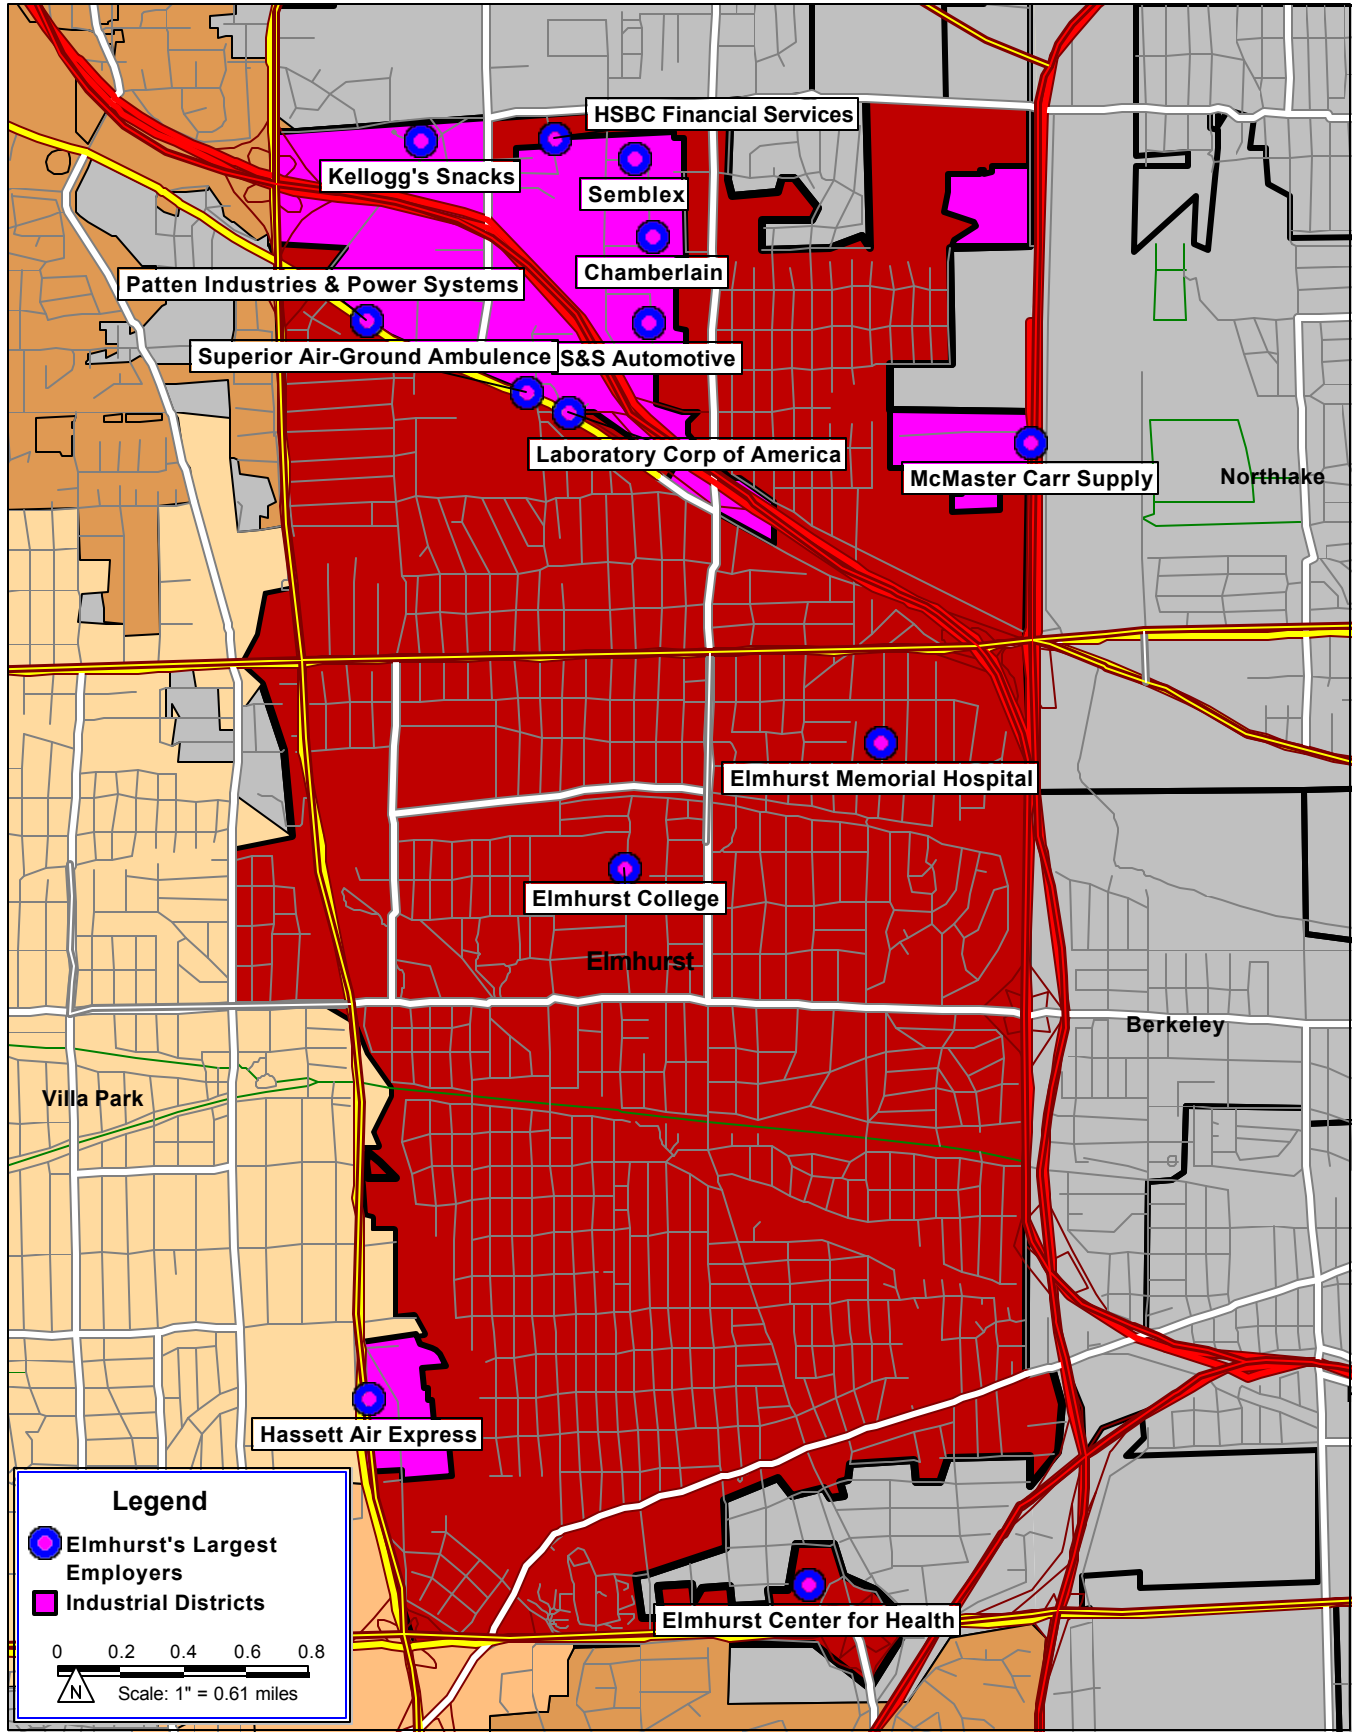 HSBC Financial Services
Kellogg's Snacks
Semblex
Chamberlain
Patten Industries & Power Systems
Superior Air-Ground Ambulence
S&S Automotive
Laboratory Corp of America
McMaster Carr Supply
Northlake
Elmhurst Memorial Hospital
Elmhurst College
Elmhurst
Berkeley
Villa Park
Hassett Air Express
Elmhurst Center for Health
Legend
Elmhurst's Largest
Employers
Industrial Districts
0 0.2 0.4 0.6 0.8
N
Scale: 1" = 0.61 miles